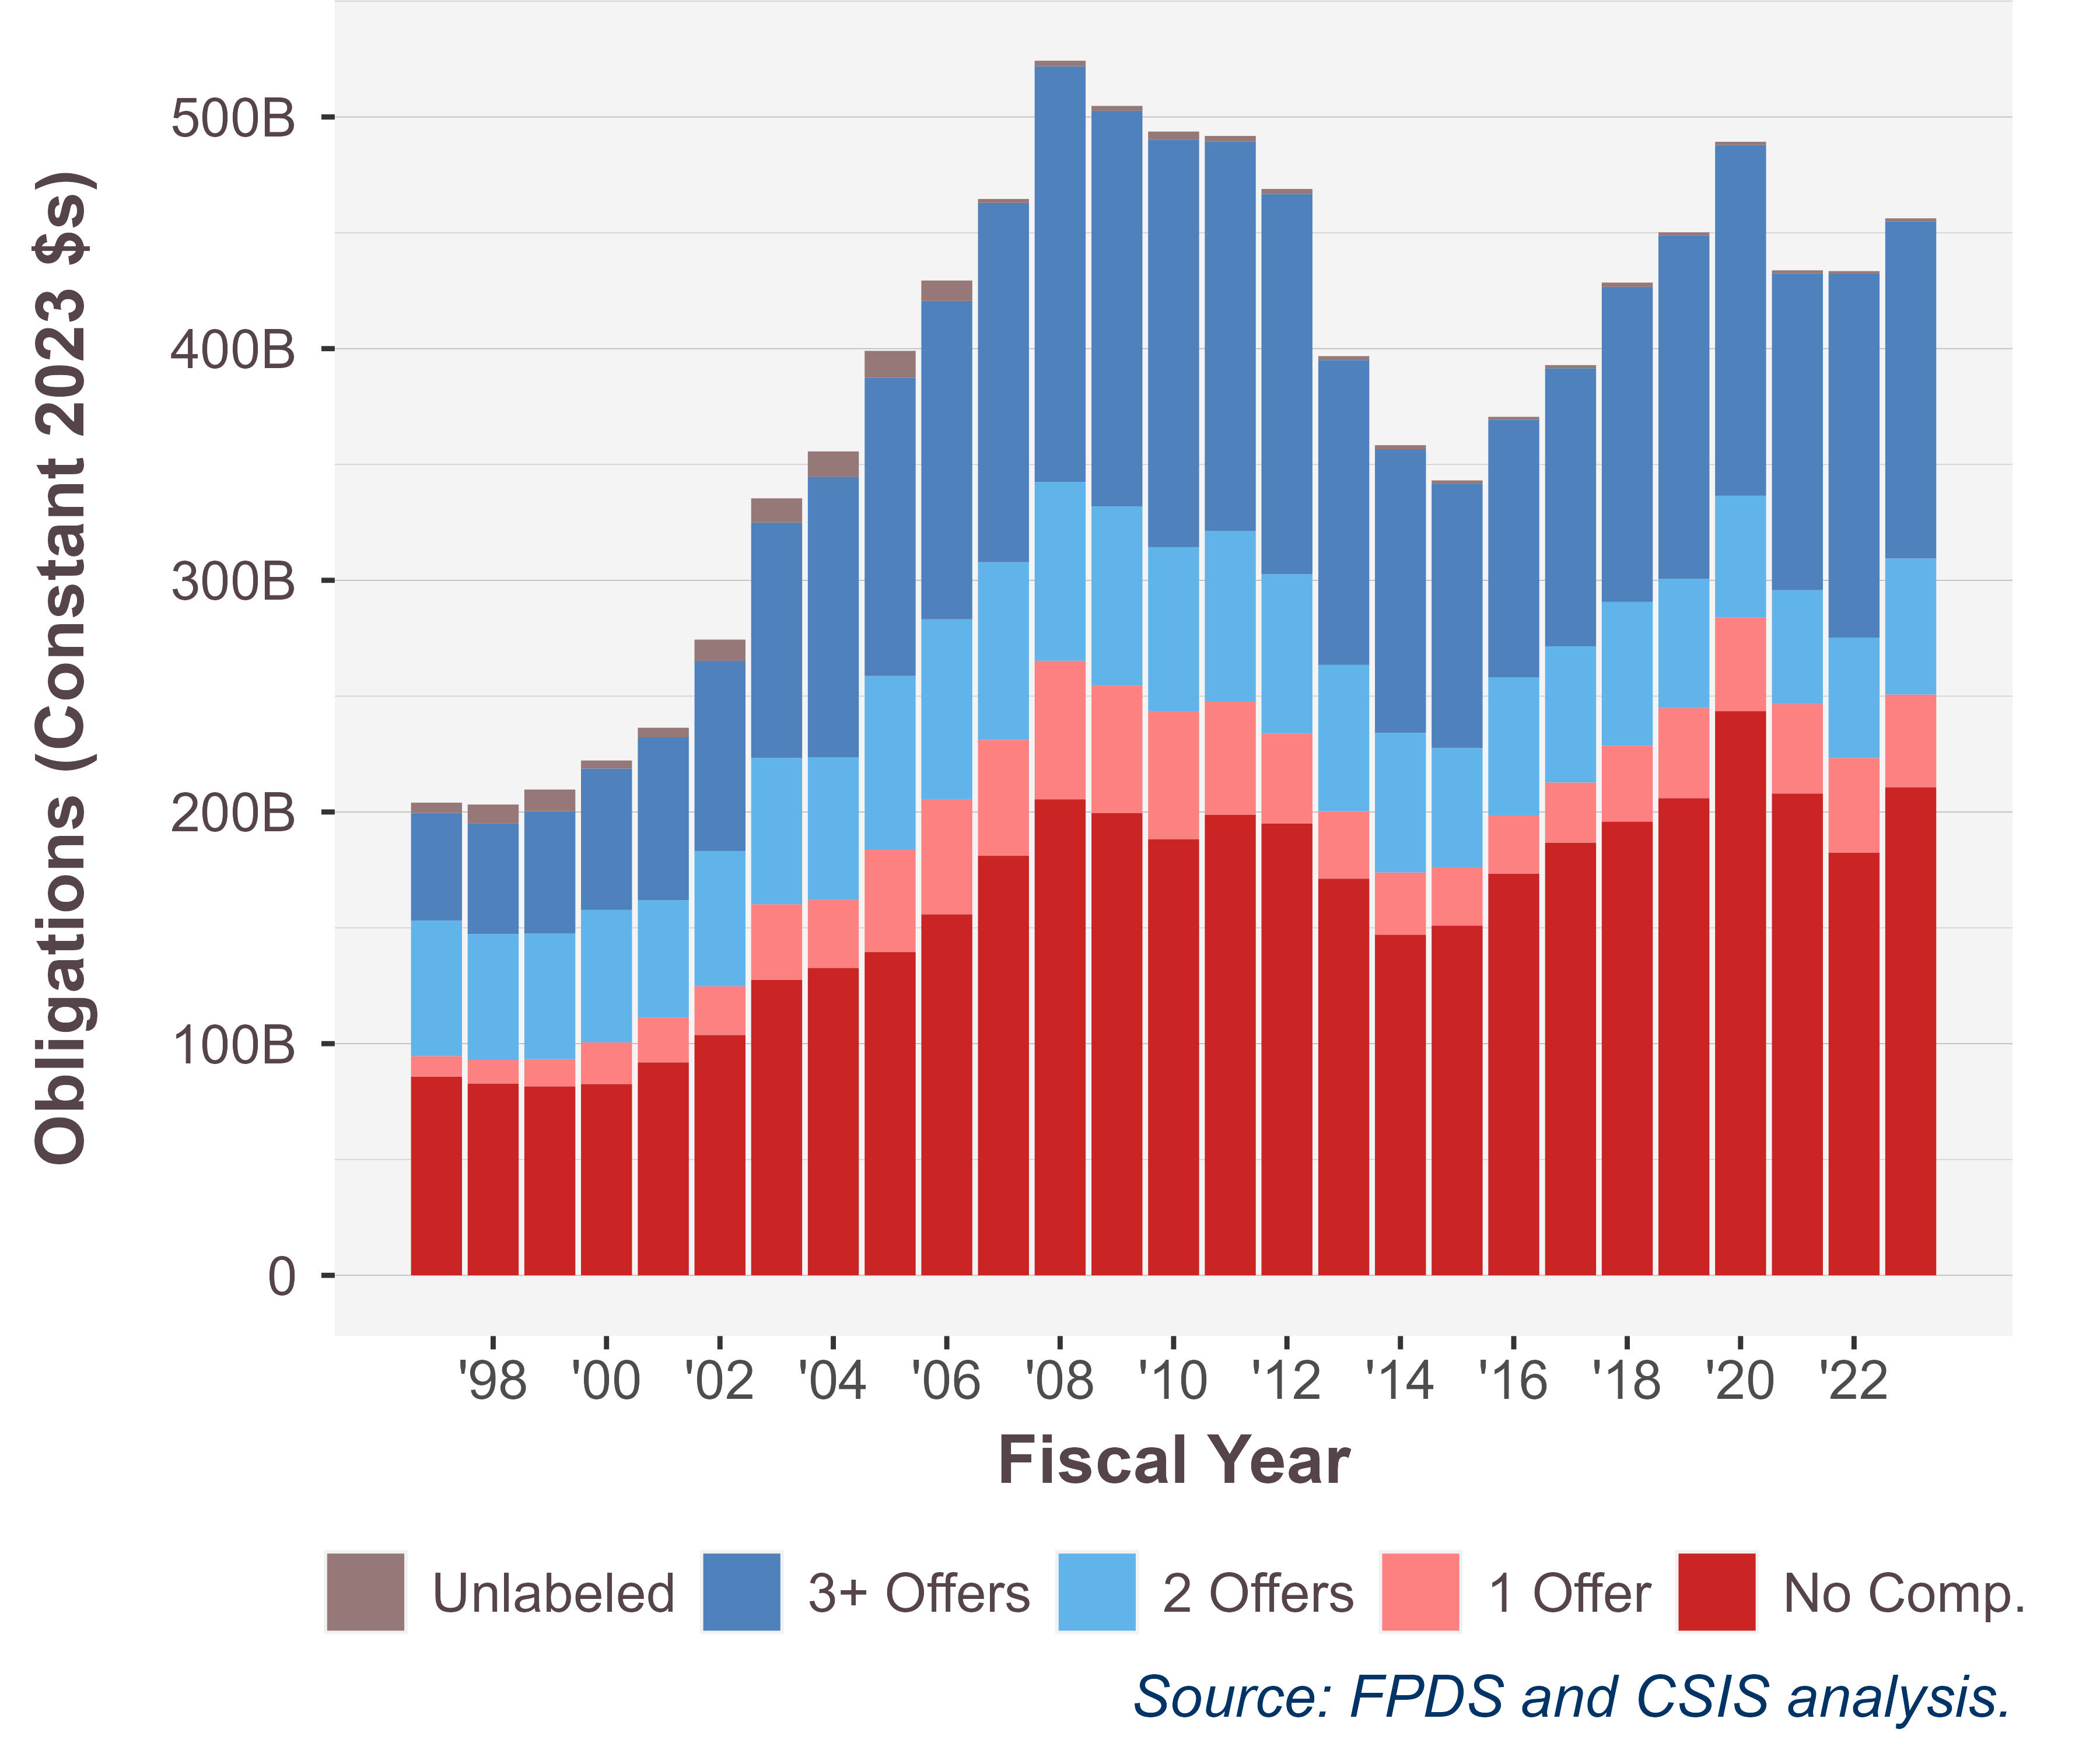 Obligations (Constant 2023 $s)
500B
400B
300B
200B
100B
0
'98 '00 '02 '04 '06 '08 '10 '12 '14 '16 '18 '20 '22
Fiscal Year
Unlabeled 3+ Offers 2 Offers 1 Offer No Comp.
Source: FPDS and CSIS analysis.